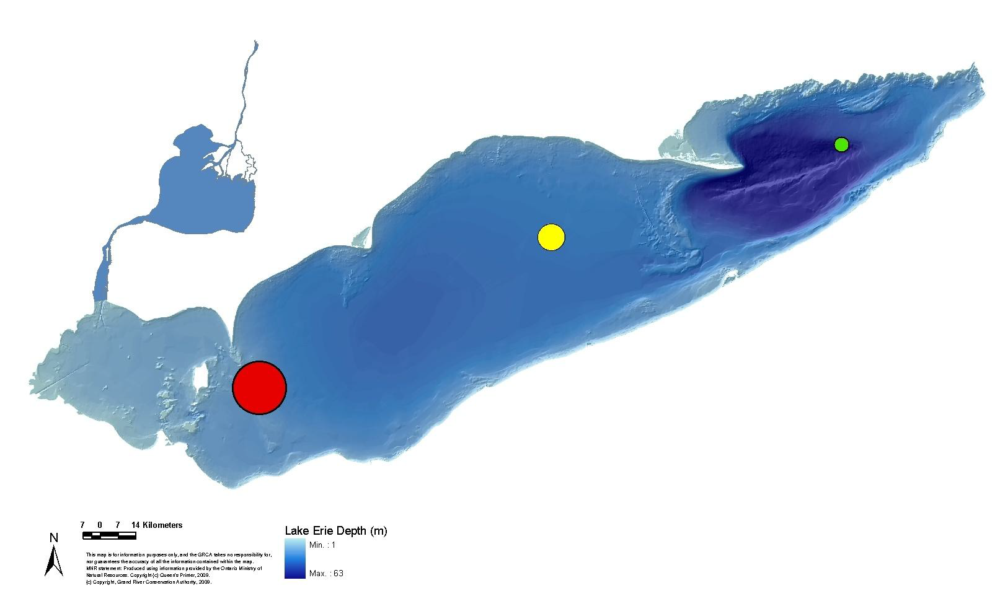 7 0 7 14 Kilometers
N
This map is for information purposes only, and the GRCA takes no responsibility for,
nor guarantees the accuracy of all the information contained within the map.
MNR statement: Produced using information provided by the Ontario Ministry of
Natural Resources. Copyright (c) Queen's Printer, 2009.
(c) Copyright, Grand River Conservation Authority, 2009.
Lake Erie Depth (m)
Min. : 1
Max. : 63